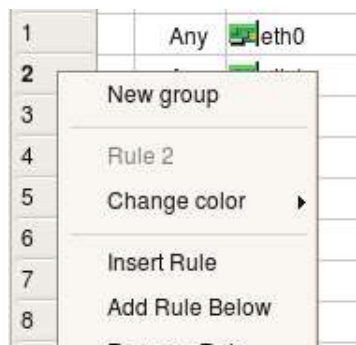 1 Any eth0
2
New group
3
4 Rule 2
5 Change color
6
Insert Rule
7
8 Add Rule Below